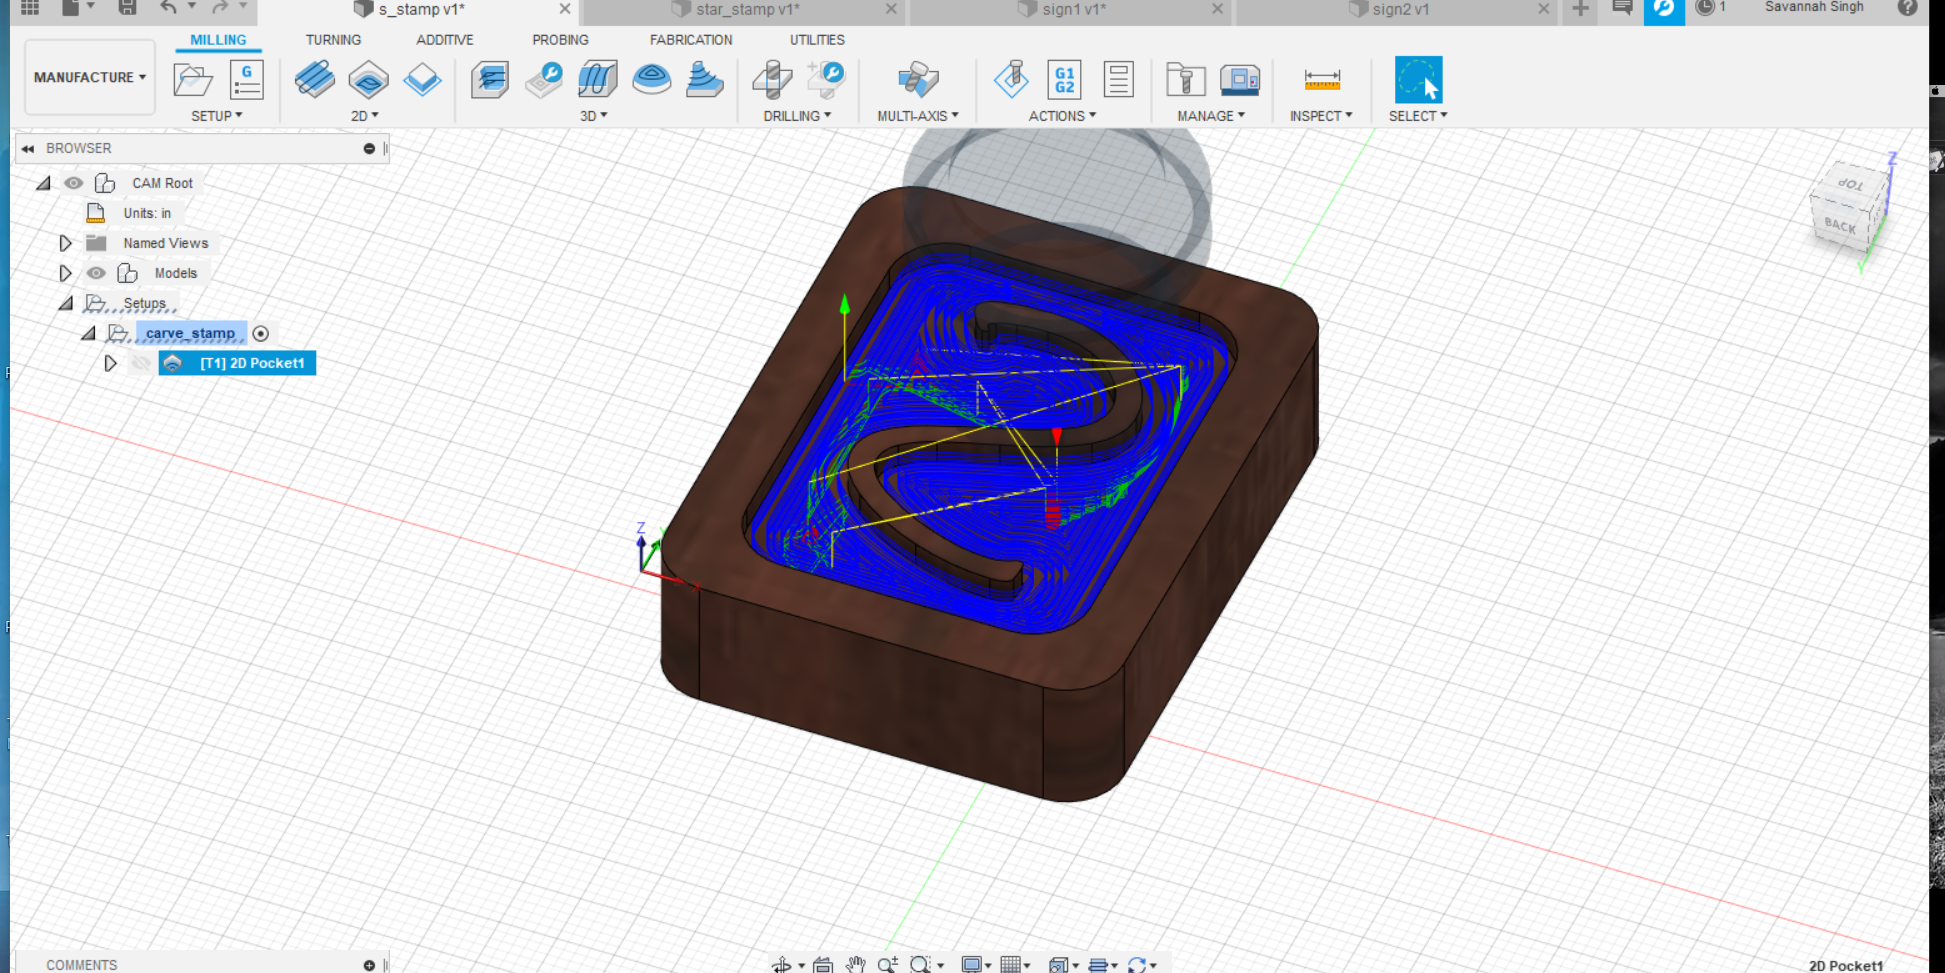 s_stamp v1*
star_stamp v1*
sign1 v1*
sign2 v1
1
Savannah Singh
MILLING
TURNING
ADDITIVE
PROBING
FABRICATION
UTILITIES
MANUFACTURE
G
G1
G2
SETUP
2D
3D
DRILLING
MULTI-AXIS
ACTIONS
MANAGE
INSPECT
SELECT
BROWSER
CAM Root
Units: in
Named Views
Models
Setups
carve_stamp
[T1] 2D Pocket1
Z
TOP
BACK
Y
Z
X
COMMENTS
2D Pocket1